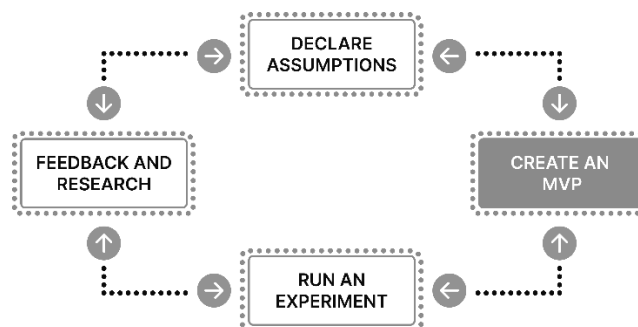 DECLARE
ASSUMPTIONS
FEEDBACK AND
RESEARCH
CREATE AN
MVP
RUN AN
EXPERIMENT